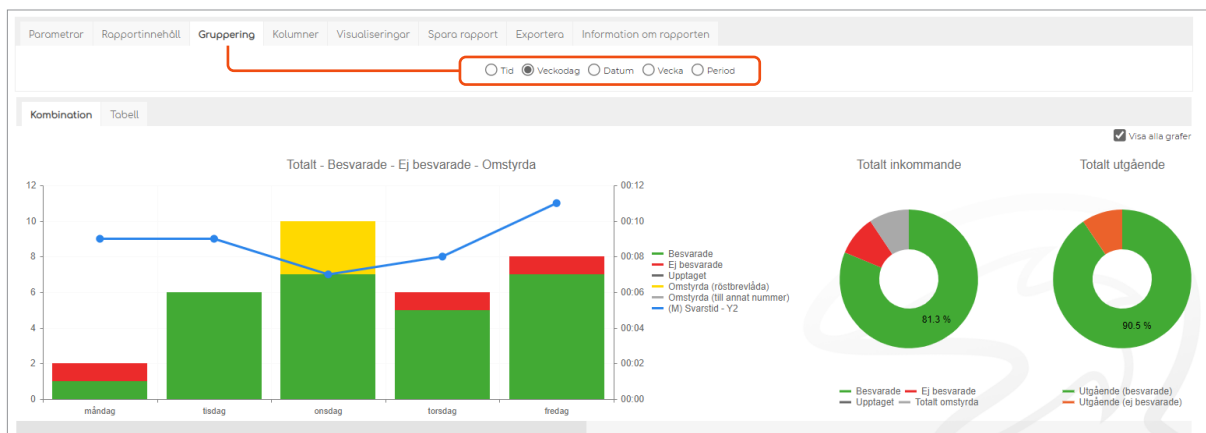 Parametrar Rapportinnehåll Gruppering Kolumner Visualiseringar Spara rapport Exportera Information om rapporten
Tid Veckodag Datum Vecka Period
Kombination Tabell
Visa alla grafer
Totalt - Besvarade - Ej besvarade - Omstyrda
12
10
8
6
4
2
0
00:12
00:10
00:08
00:06
00:04
00:02
00:00
måndag tisdag onsdag torsdag fredag
Besvarade
Ej besvarade
Upptaget
Omstyrda (röstbrevlåda)
Omstyrda (till annat nummer)
(M) Svarstid - Y2
Totalt inkommande
81.3 %
Besvarade Ej besvarade
Upptaget Totalt omstyrda
Totalt utgående
90.5 %
Utgående (besvarade)
Utgående (ej besvarade)